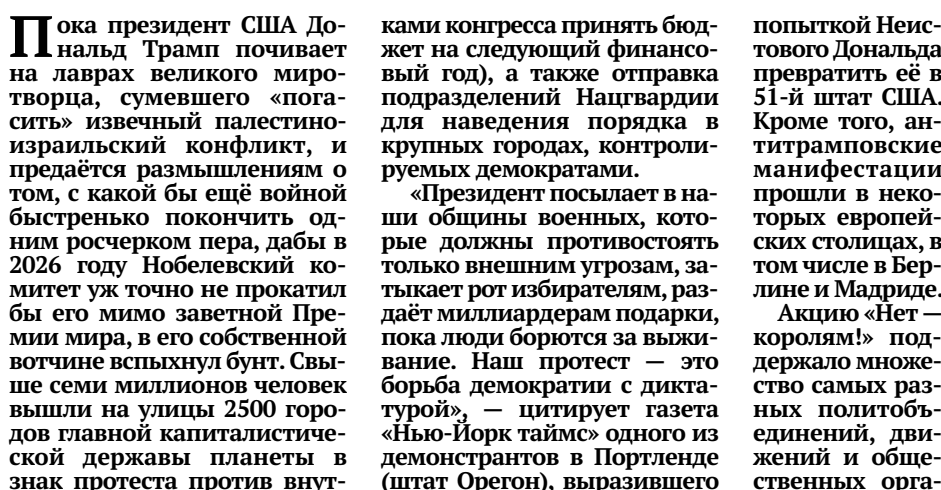 Пока президент США До-
нальд Трамп почивает
на лаврах великого миро-
творца, сумевшего «пога-
сить» извечный палестино-
израильский конфликт, и
предаётся размышлениям о
том, с какой бы ещё войной
быстренько покончить од-
ним росчерком пера, дабы в
2026 году Нобелевский ко-
митет уж точно не прокатил
бы его мимо заветной Пре-
мии мира, в его собственной
вотчине вспыхнул бунт. Свы-
ше семи миллионов человек
вышли на улицы 2500 горо-
дов главной капиталистиче-
ской державы планеты в
знак протеста против внут-
ками конгресса принять бюд-
жет на следующий финансо-
вый год), а также отправка
подразделений Нацгвардии
для наведения порядка в
крупных городах, контроли-
руемых демократами.
«Президент посылает в на-
ши общины военных, кото-
рые должны противостоять
только внешним угрозам, за-
тыкает рот избирателям, раз-
даёт миллиардерам подарки,
пока люди борются за выжи-
вание. Наш протест — это
борьба демократии с дикта-
турой», — цитирует газета
«Нью-Йорк таймс» одного из
демонстрантов в Портленде
(штат Орегон), выразившего
попыткой Неис-
тового Дональда
превратить её в
51-й штат США.
Кроме того, ан-
титрамповские
манифестации
прошли в неко-
торых европей-
ских столицах, в
том числе в Бер-
лине и Мадриде.
Акцию «Нет —
королям!» под-
держало множе-
ство самых раз-
ных политобъ-
единений, дви-
жений и обще-
ственных орга-